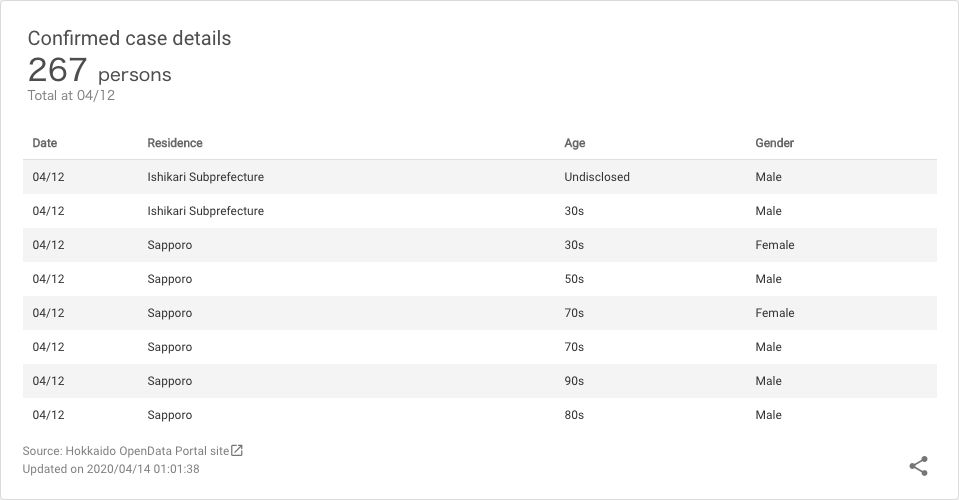 Confirmed case details
267 persons
Total at 04/12
Date Residence Age Gender
04/12 Ishikari Subprefecture Undisclosed Male
04/12 Ishikari Subprefecture 30s Male
04/12 Sapporo 30s Female
04/12 Sapporo 50s Male
04/12 Sapporo 70s Female
04/12 Sapporo 70s Male
04/12 Sapporo 90s Male
04/12 Sapporo 80s Male
Source: Hokkaido OpenData Portal site
Updated on 2020/04/14 01:01:38